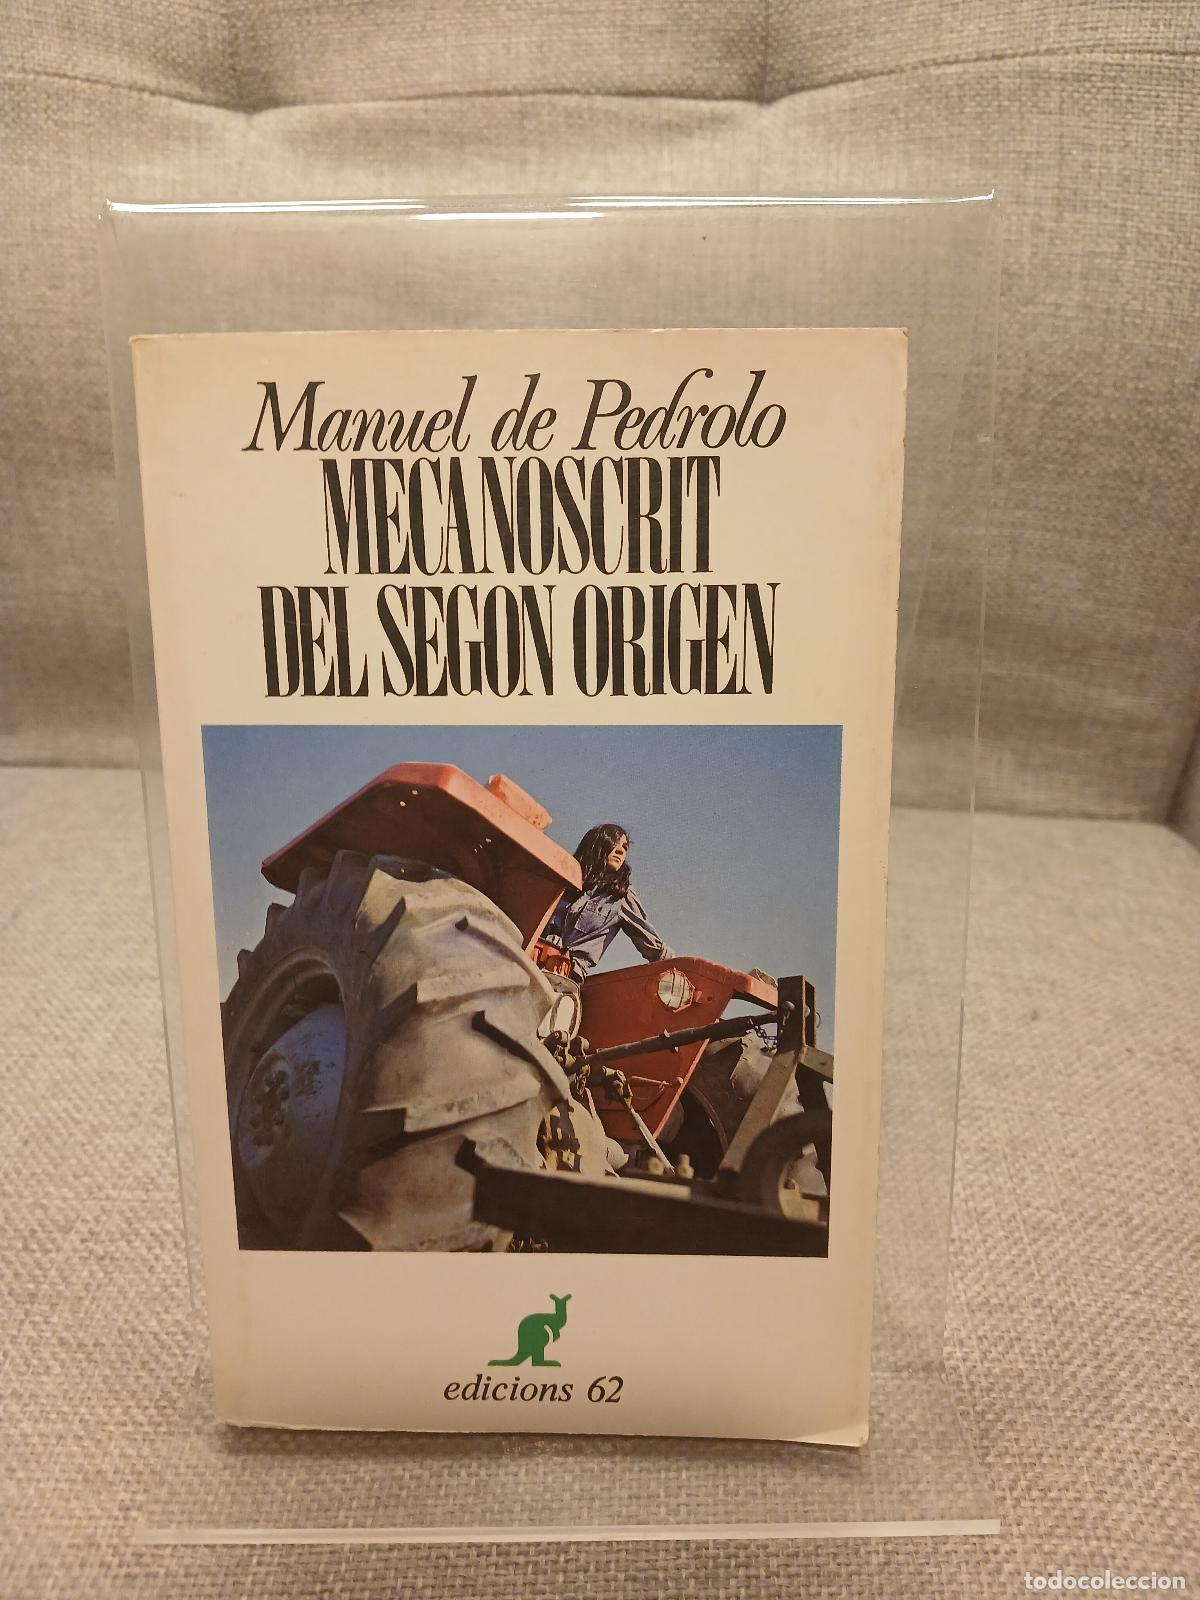 Manuel de Pedrolo
MECANOSCRIT
DEL SEGON ORIGEN
edicions 62
todocoleccion